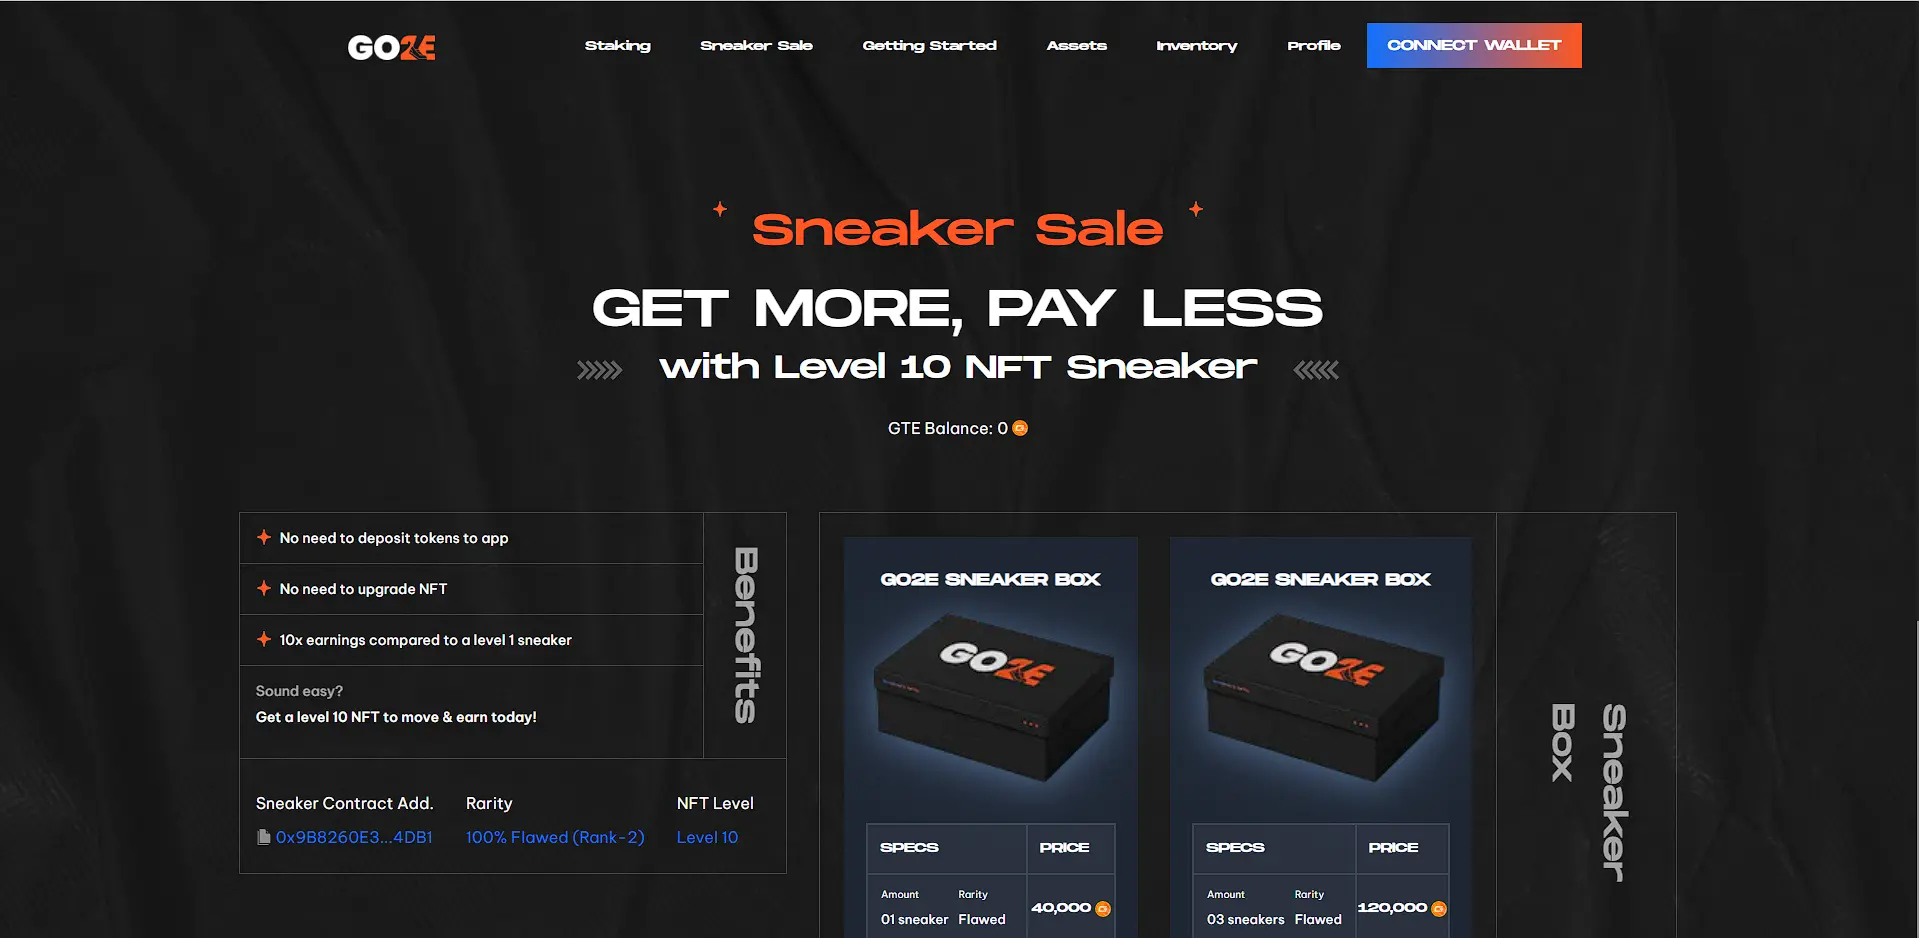 GO2E
Staking
Sneaker Sale
Getting Started
Assets
Inventory
Profile
CONNECT WALLET
Sneaker Sale
GET MORE, PAY LESS
with Level 10 NFT Sneaker
GTE Balance: 0
No need to deposit tokens to app
No need to upgrade NFT
10x earnings compared to a level 1 sneaker
Sound easy?
Get a level 10 NFT to move & earn today!
Benefits
Sneaker Contract Add. Rarity NFT Level
0x9B8260E3...4DB1 100% Flawed (Rank-2) Level 10
GO2E SNEAKER BOX
GO2E
SPECS PRICE
Amount Rarity
01 sneaker Flawed
40,000
GO2E SNEAKER BOX
GO2E
SPECS PRICE
Amount Rarity
03 sneakers Flawed
120,000
Sneaker
Box